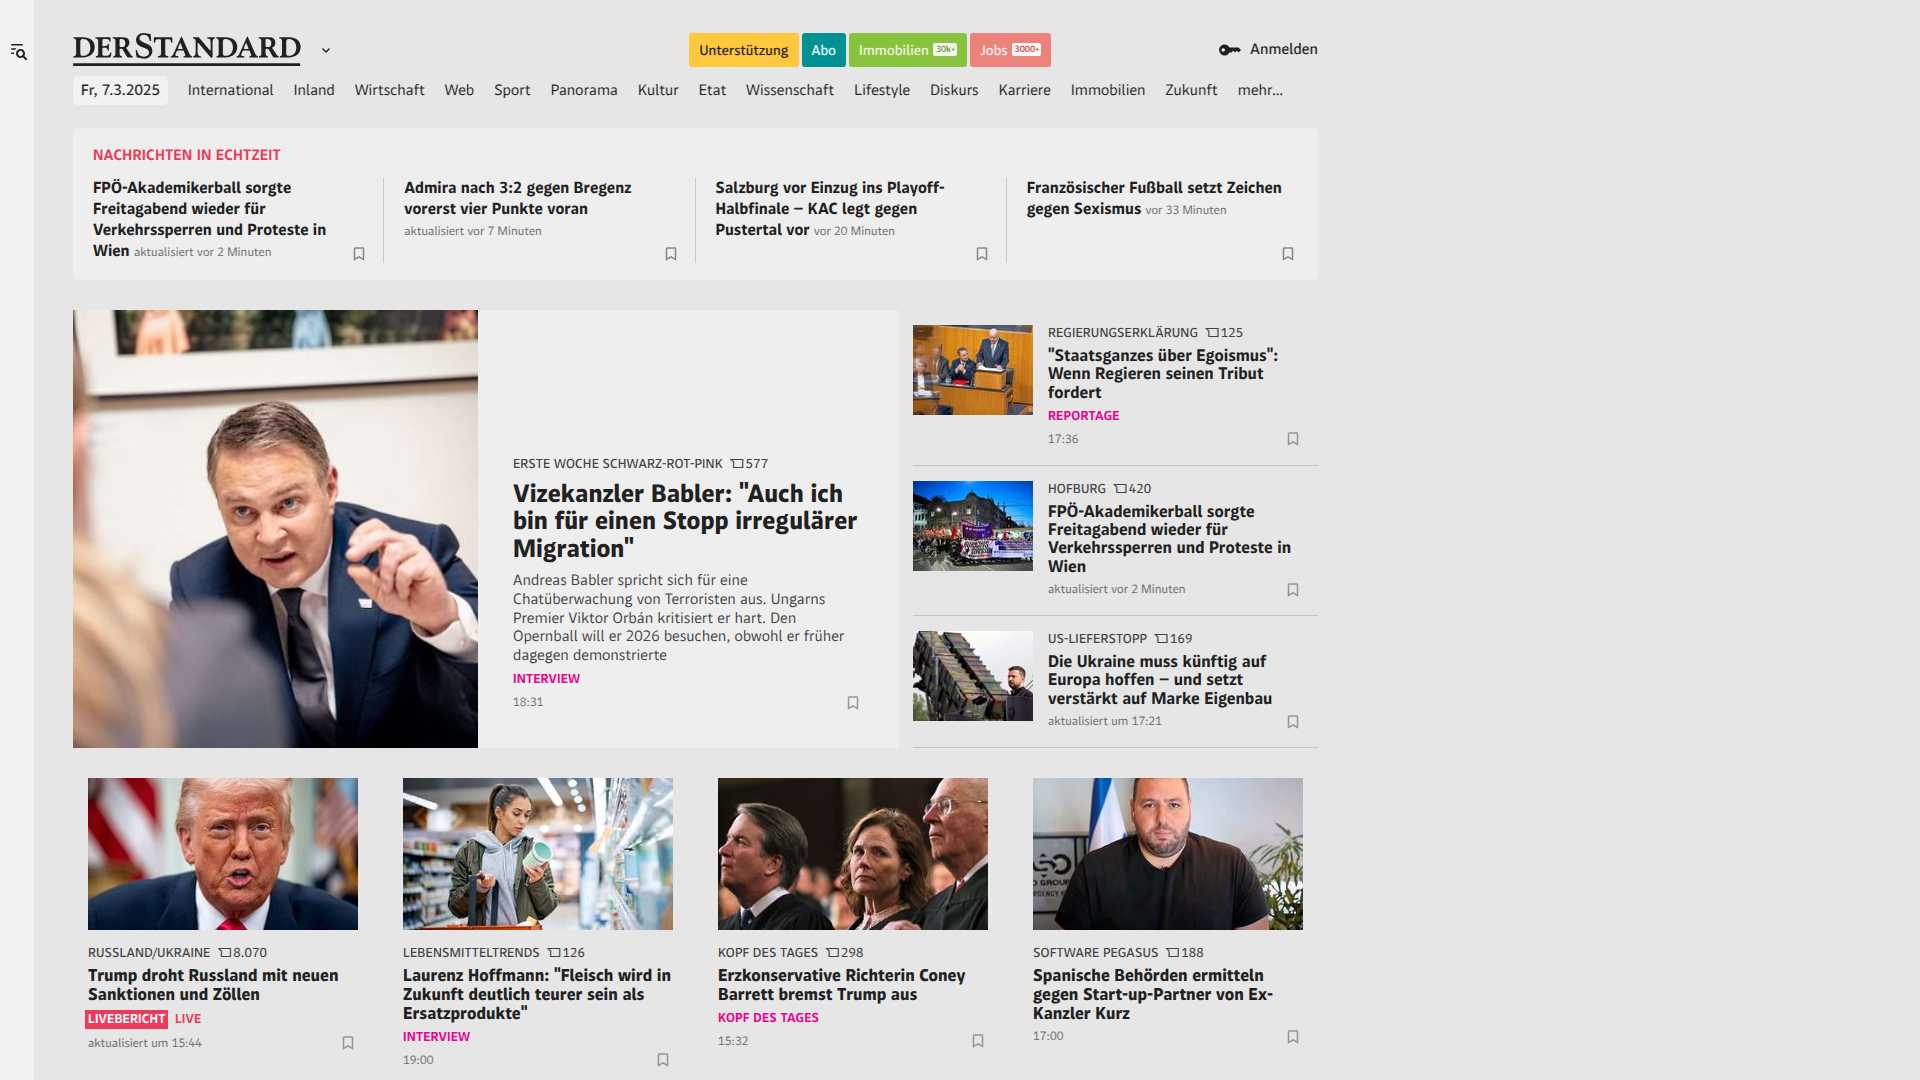 DERSTANDARD
Unterstützung
Abo
Immobilien 30k+
Jobs 3000+
Anmelden
Fr, 7.3.2025
International
Inland
Wirtschaft
Web
Sport
Panorama
Kultur
Etat
Wissenschaft
Lifestyle
Diskurs
Karriere
Immobilien
Zukunft
mehr...
NACHRICHTEN IN ECHTZEIT
FPÖ-Akademikerball sorgte
Freitagabend wieder für
Verkehrssperren und Proteste in
Wien aktualisiert vor 2 Minuten
Admira nach 3:2 gegen Bregenz
vorerst vier Punkte voran
aktualisiert vor 7 Minuten
Salzburg vor Einzug ins Playoff-
Halbfinale – KAC legt gegen
Pustertal vor vor 20 Minuten
Französischer Fußball setzt Zeichen
gegen Sexismus vor 33 Minuten
ERSTE WOCHE SCHWARZ-ROT-PINK 577
Vizekanzler Babler: "Auch ich
bin für einen Stopp irregulärer
Migration"
Andreas Babler spricht sich für eine
Chatüberwachung von Terroristen aus. Ungarns
Premier Viktor Orbán kritisiert er hart. Den
Opernball will er 2026 besuchen, obwohl er früher
dagegen demonstrierte
INTERVIEW
18:31
REGIERUNGSERKLÄRUNG 125
"Staatsganzes über Egoismus":
Wenn Regieren seinen Tribut
fordert
REPORTAGE
17:36
HOFBURG 420
FPÖ-Akademikerball sorgte
Freitagabend wieder für
Verkehrssperren und Proteste in
Wien
aktualisiert vor 2 Minuten
US-LIEFERSTOPP 169
Die Ukraine muss künftig auf
Europa hoffen – und setzt
verstärkt auf Marke Eigenbau
aktualisiert um 17:21
RUSSLAND/UKRAINE 8.070
Trump droht Russland mit neuen
Sanktionen und Zöllen
LIVEBERICHT LIVE
aktualisiert um 15:44
LEBENSMITTELTRENDS 126
Laurenz Hoffmann: "Fleisch wird in
Zukunft deutlich teurer sein als
Ersatzprodukte"
INTERVIEW
19:00
KOPF DES TAGES 298
Erzkonservative Richterin Coney
Barrett bremst Trump aus
KOPF DES TAGES
15:32
SOFTWARE PEGASUS 188
Spanische Behörden ermitteln
gegen Start-up-Partner von Ex-
Kanzler Kurz
17:00